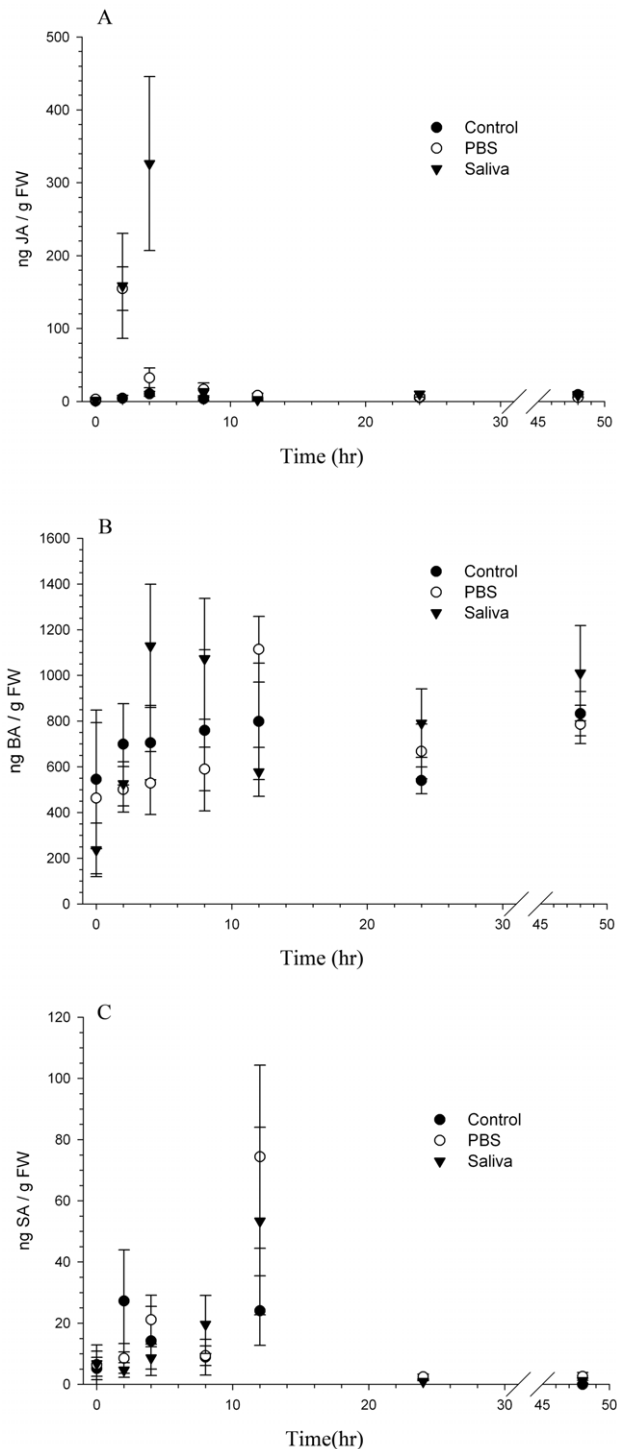 A
500
400
300
200
100
0
ng JA / g FW
Control
PBS
Saliva
0 10 20 30 45 50
Time (hr)
B
1600
1400
1200
1000
800
600
400
200
0
ng BA / g FW
Control
PBS
Saliva
0 10 20 30 45 50
Time (hr)
C
120
100
80
60
40
20
0
ng SA / g FW
Control
PBS
Saliva
0 10 20 30 45 50
Time(hr)